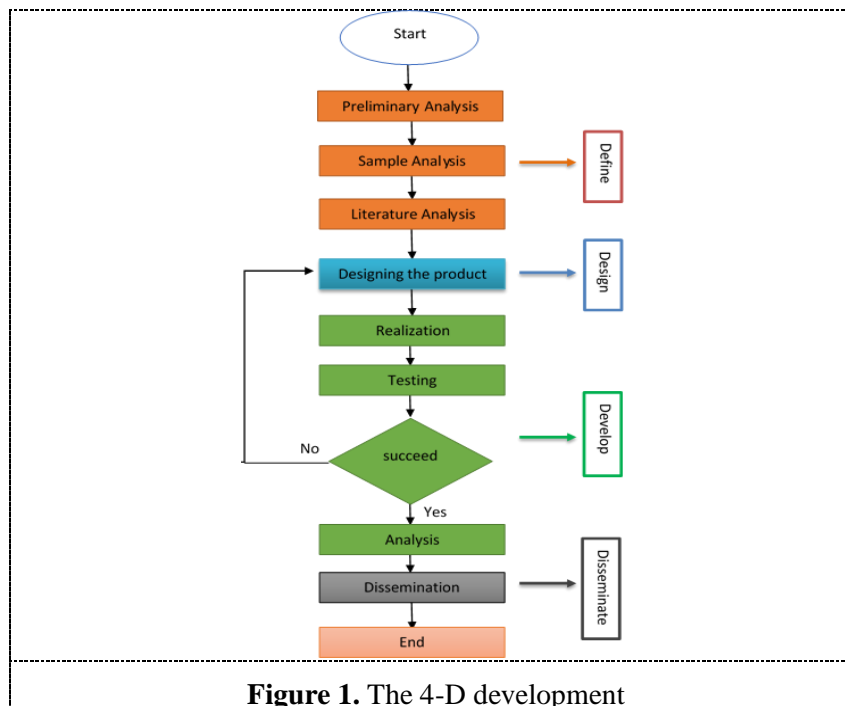 Start
Preliminary Analysis
Sample Analysis
Define
Literature Analysis
Designing the product
Design
Realization
Testing
Develop
No
succeed
Yes
Analysis
Disseminate
Dissemination
End
Figure 1. The 4-D development